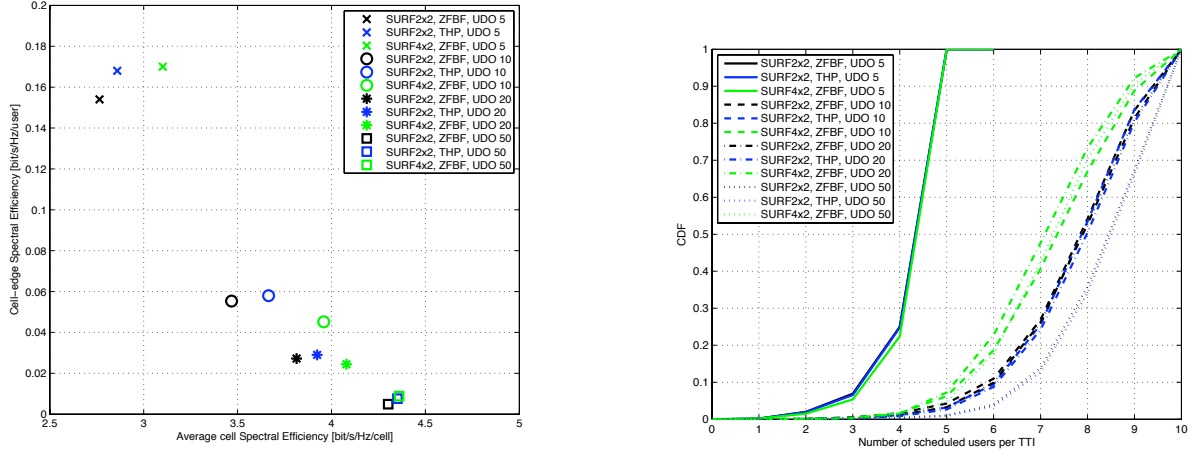 0.2
0.18
0.16
0.14
0.12
0.1
0.08
0.06
0.04
0.02
0
2.5 3 3.5 4 4.5 5
Cell-edge Spectral Efficiency [bit/s/Hz/user]
Average cell Spectral Efficiency [bit/s/Hz/cell]
SURF2x2, ZFBF, UDO 5
SURF2x2, THP, UDO 5
SURF4x2, ZFBF, UDO 5
SURF2x2, ZFBF, UDO 10
SURF2x2, THP, UDO 10
SURF4x2, ZFBF, UDO 10
SURF2x2, ZFBF, UDO 20
SURF2x2, THP, UDO 20
SURF4x2, ZFBF, UDO 20
SURF2x2, ZFBF, UDO 50
SURF2x2, THP, UDO 50
SURF4x2, ZFBF, UDO 50
1
0.9
0.8
0.7
0.6
0.5
0.4
0.3
0.2
0.1
0
0 1 2 3 4 5 6 7 8 9 10
CDF
Number of scheduled users per TTI
SURF2x2, ZFBF, UDO 5
SURF2x2, THP, UDO 5
SURF4x2, ZFBF, UDO 5
SURF2x2, ZFBF, UDO 10
SURF2x2, THP, UDO 10
SURF4x2, ZFBF, UDO 10
SURF2x2, ZFBF, UDO 20
SURF2x2, THP, UDO 20
SURF4x2, ZFBF, UDO 20
SURF2x2, ZFBF, UDO 50
SURF2x2, THP, UDO 50
SURF4x2, ZFBF, UDO 50